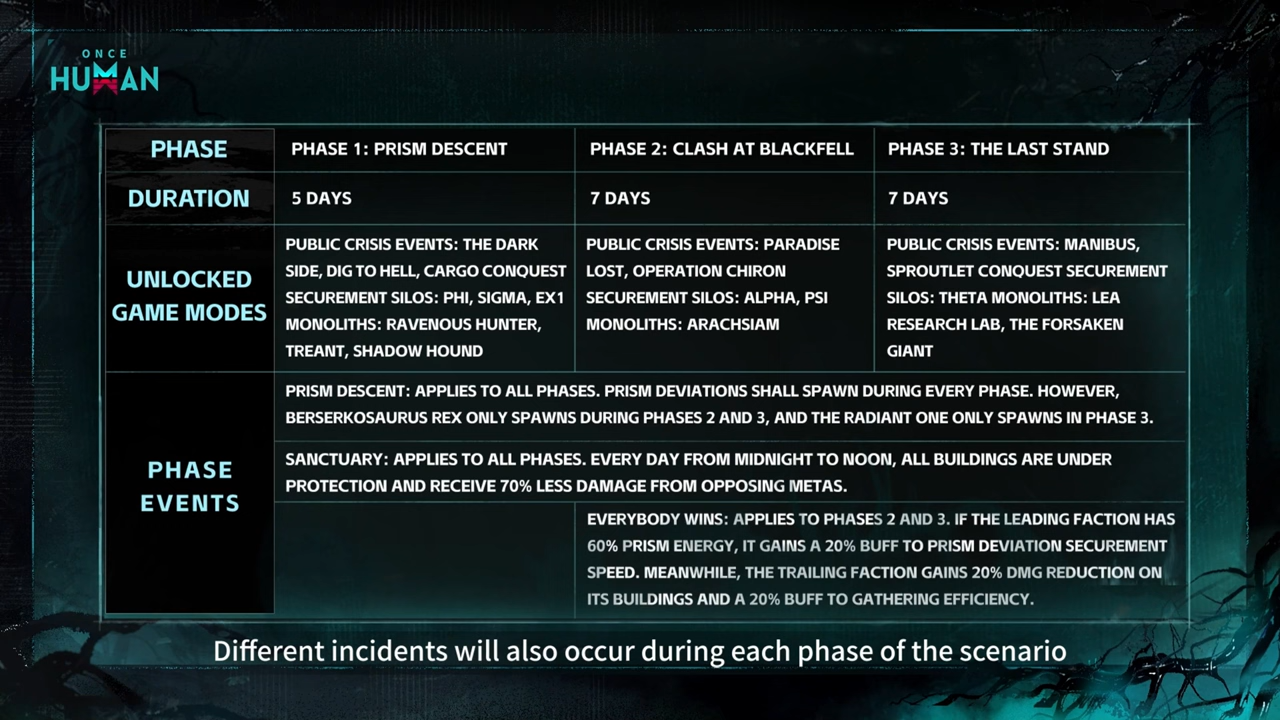 ONCE
HUMAN
PHASE
PHASE 1: PRISM DESCENT
PHASE 2: CLASH AT BLACKFELL
PHASE 3: THE LAST STAND
DURATION
5 DAYS
7 DAYS
7 DAYS
UNLOCKED
GAME MODES
PUBLIC CRISIS EVENTS: THE DARK
SIDE, DIG TO HELL, CARGO CONQUEST
SECUREMENT SILOS: PHI, SIGMA, EX1
MONOLITHS: RAVENOUS HUNTER,
TREANT, SHADOW HOUND
PUBLIC CRISIS EVENTS: PARADISE
LOST, OPERATION CHIRON
SECUREMENT SILOS: ALPHA, PSI
MONOLITHS: ARACHSIAM
PUBLIC CRISIS EVENTS: MANIBUS,
SPROUTLET CONQUEST SECUREMENT
SILOS: THETA MONOLITHS: LEA
RESEARCH LAB, THE FORSAKEN
GIANT
PHASE
EVENTS
PRISM DESCENT: APPLIES TO ALL PHASES. PRISM DEVIATIONS SHALL SPAWN DURING EVERY PHASE. HOWEVER,
BERSERKOSAURUS REX ONLY SPAWNS DURING PHASES 2 AND 3, AND THE RADIANT ONE ONLY SPAWNS IN PHASE 3.
SANCTUARY: APPLIES TO ALL PHASES. EVERY DAY FROM MIDNIGHT TO NOON, ALL BUILDINGS ARE UNDER
PROTECTION AND RECEIVE 70% LESS DAMAGE FROM OPPOSING METAS.
EVERYBODY WINS: APPLIES TO PHASES 2 AND 3. IF THE LEADING FACTION HAS
60% PRISM ENERGY, IT GAINS A 20% BUFF TO PRISM DEVIATION SECUREMENT
SPEED. MEANWHILE, THE TRAILING FACTION GAINS 20% DMG REDUCTION ON
ITS BUILDINGS AND A 20% BUFF TO GATHERING EFFICIENCY.
Different incidents will also occur during each phase of the scenario